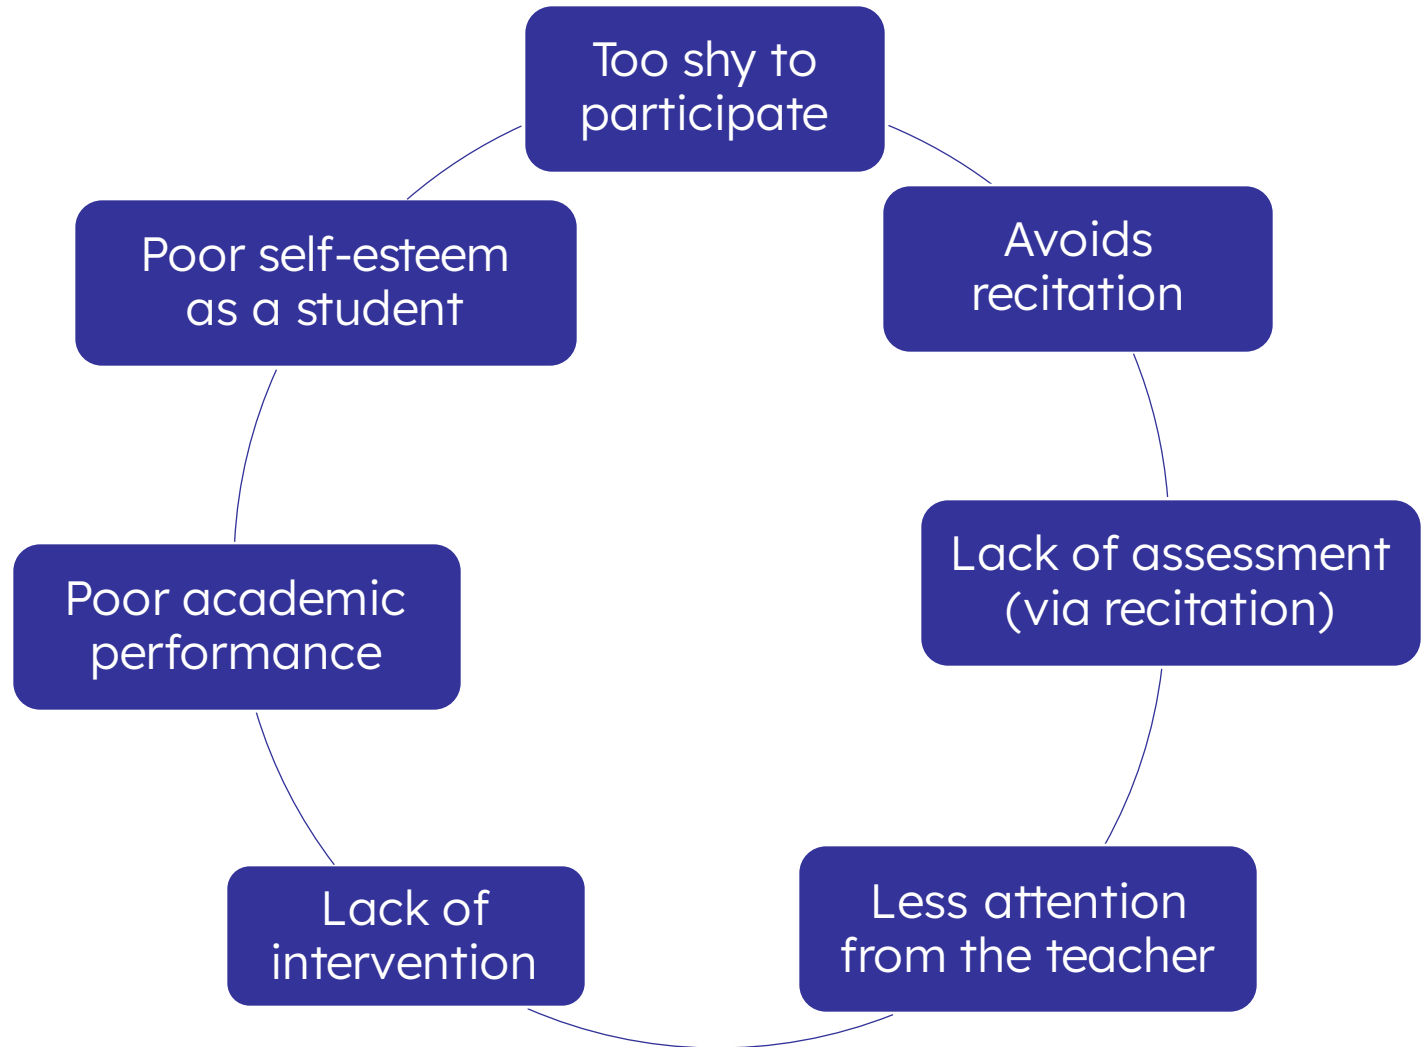 Too shy to
participate
Avoids
recitation
Lack of assessment
(via recitation)
Less attention
from the teacher
Lack of
intervention
Poor academic
performance
Poor self-esteem
as a student